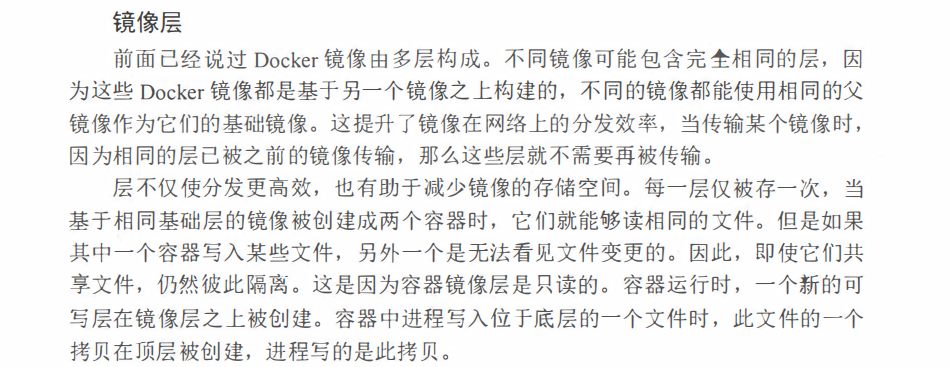 镜像层
前面已经说过 Docker 镜像由多层构成。不同镜像可能包含完全相同的层，因
为这些 Docker 镜像都是基于另一个镜像之上构建的，不同的镜像都能使用相同的父
镜像作为它们的基础镜像。这提升了镜像在网络上的分发效率，当传输某个镜像时，
因为相同的层已被之前的镜像传输，那么这些层就不需要再被传输。
层不仅使分发更高效，也有助于减少镜像的存储空间。每一层仅被存一次，当
基于相同基础层的镜像被创建成两个容器时，它们就能够读相同的文件。但是如果
其中一个容器写入某些文件，另外一个是无法看见文件变更的。因此，即使它们共
享文件，仍然彼此隔离。这是因为容器镜像层是只读的。容器运行时，一个新的可
写层在镜像层之上被创建。容器中进程写入位于底层的一个文件时，此文件的一个
拷贝在顶层被创建，进程写的是此拷贝。